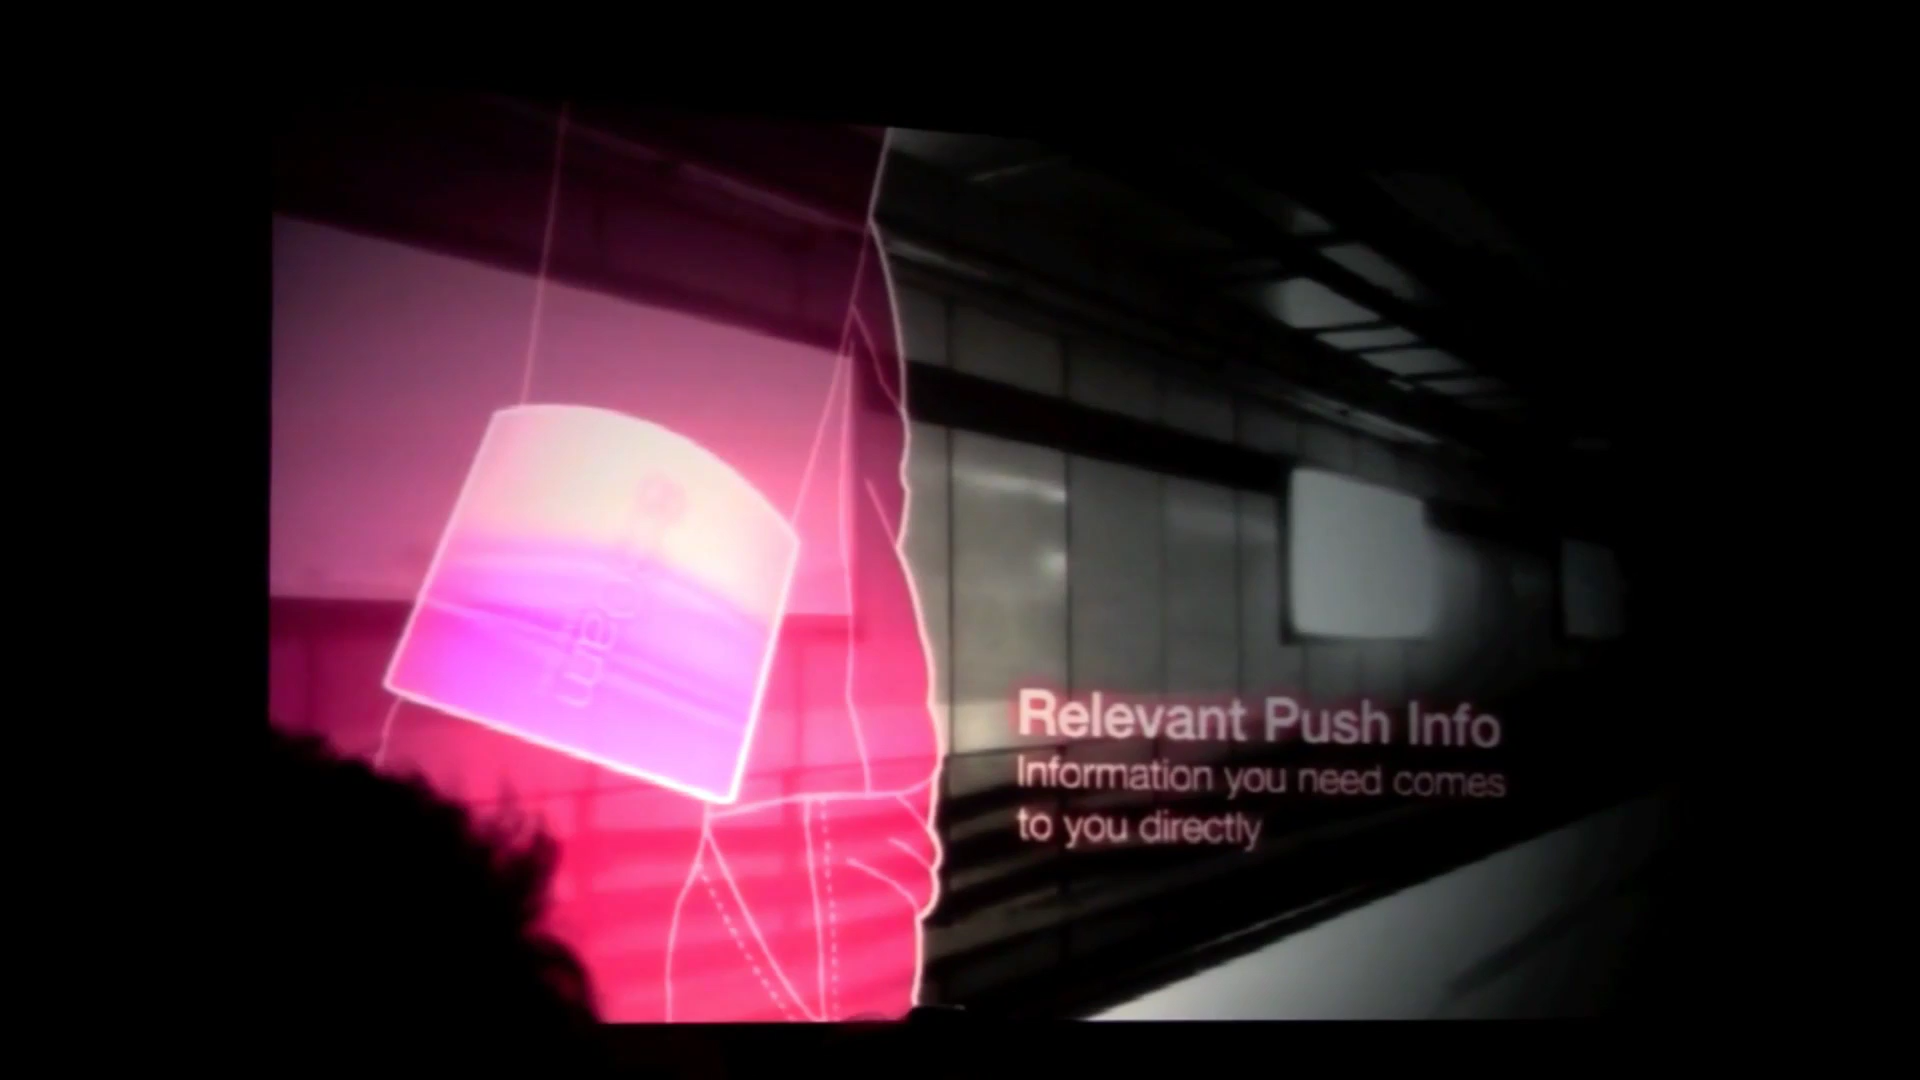 Relevant Push Info
Information you need comes
to you directly